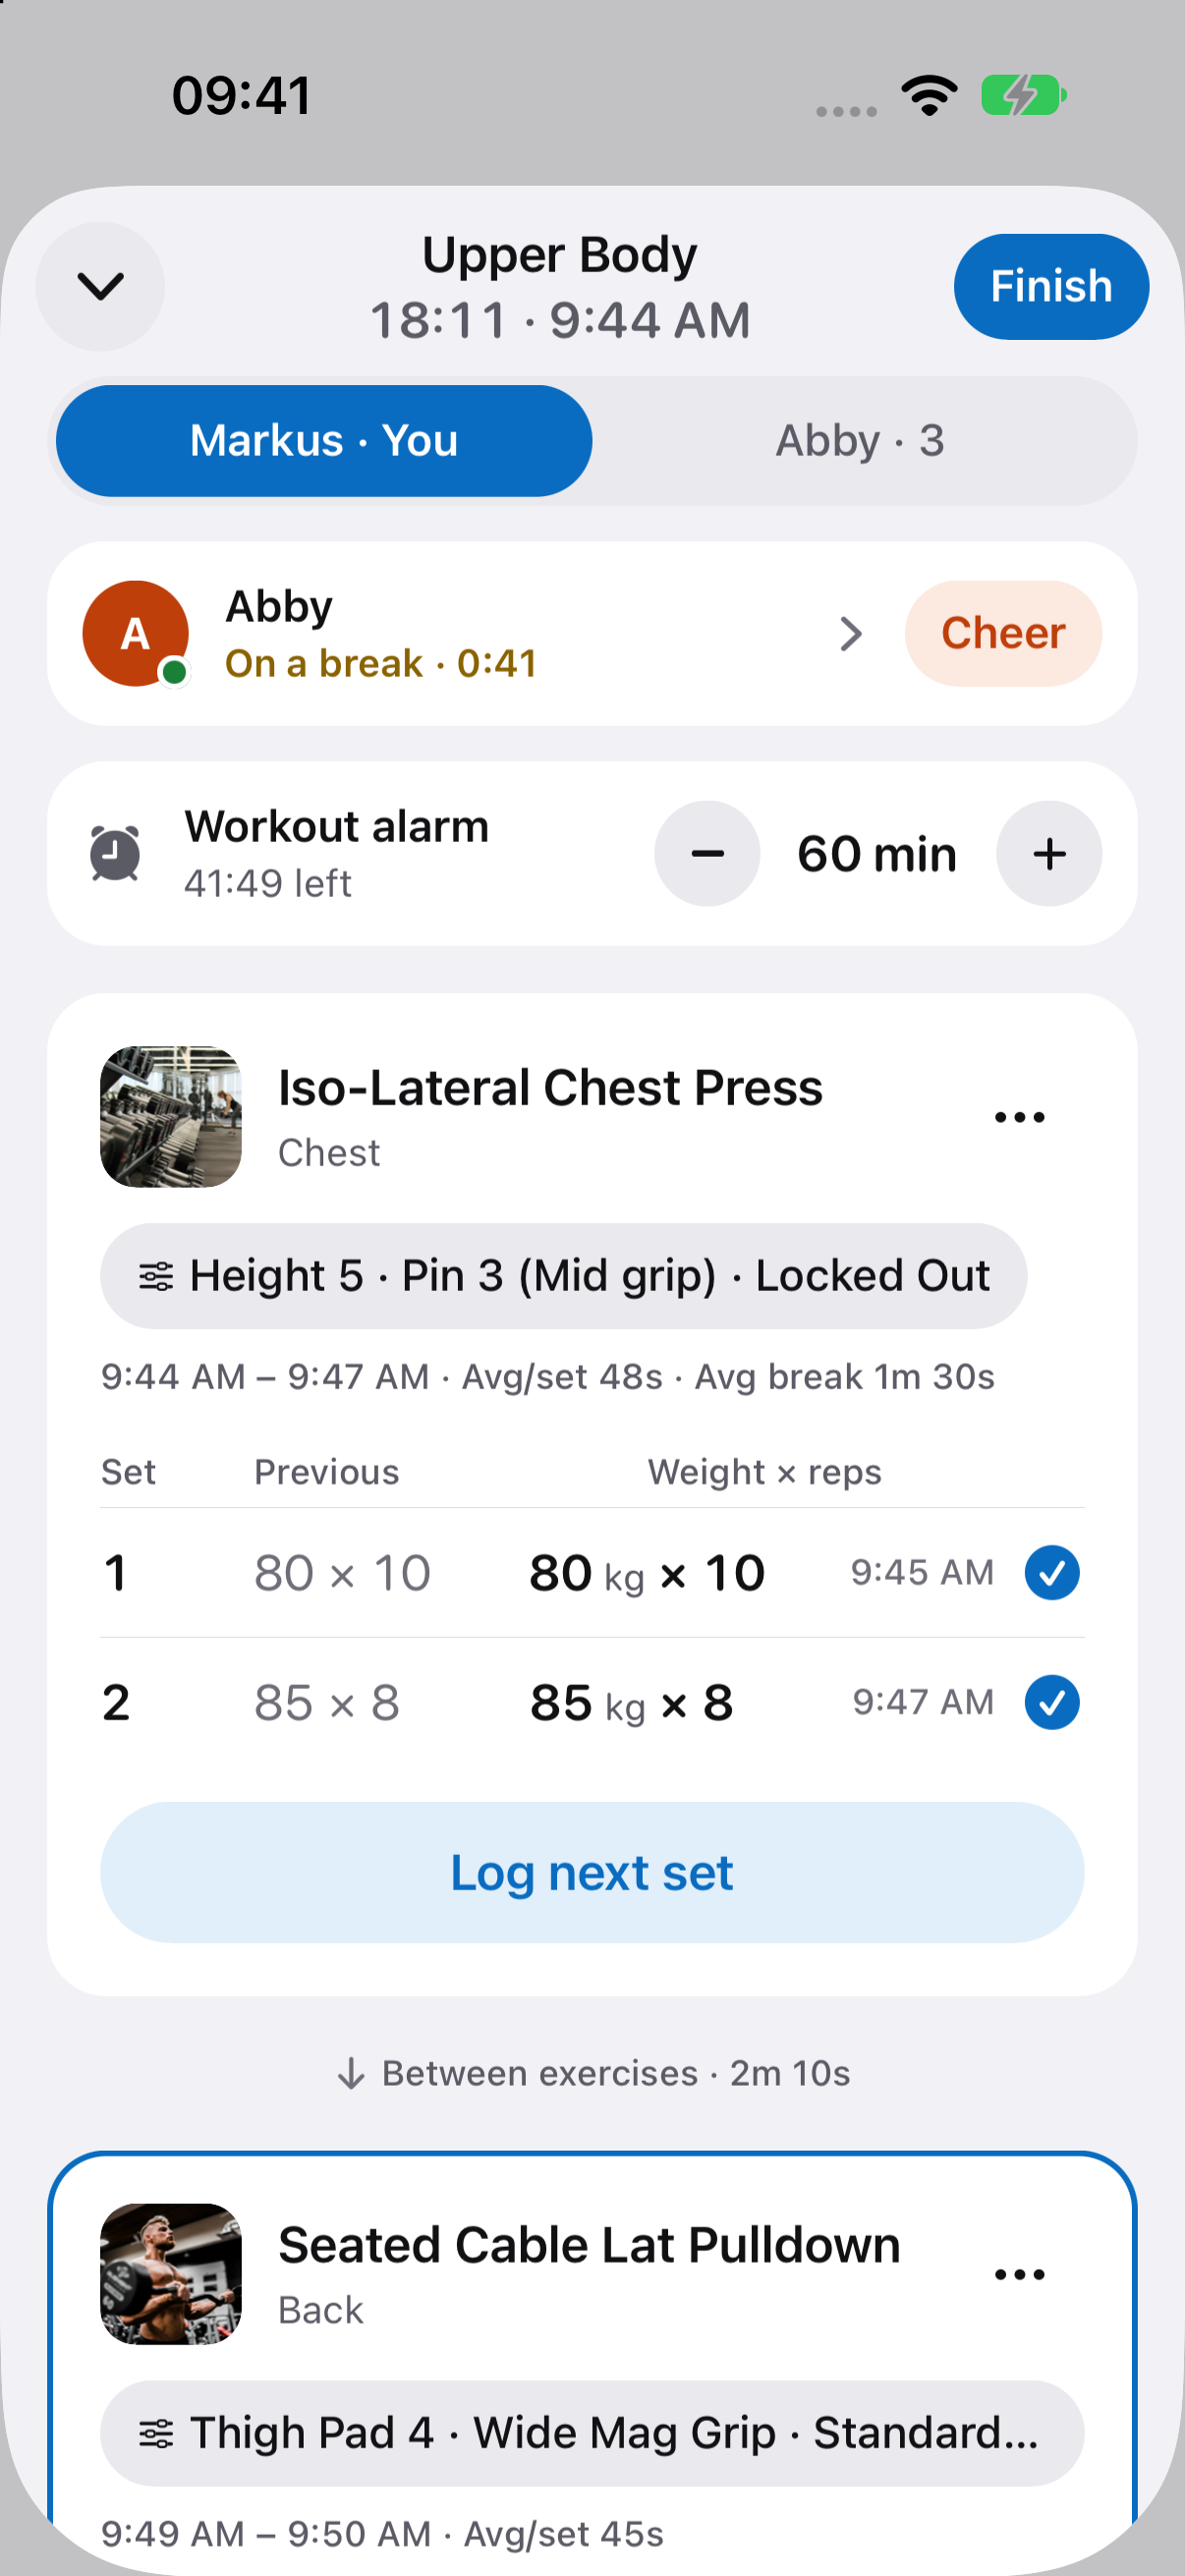 09:41
Upper Body
18:11 · 9:44 AM
Finish
Markus · You
Abby · 3
A
Abby
On a break · 0:41
Cheer
Workout alarm
41:49 left
60 min
Iso-Lateral Chest Press
Chest
Height 5 · Pin 3 (Mid grip) · Locked Out
9:44 AM – 9:47 AM · Avg/set 48s · Avg break 1m 30s
Set Previous Weight × reps
1 80 × 10 80 kg × 10 9:45 AM
2 85 × 8 85 kg × 8 9:47 AM
Log next set
↓ Between exercises · 2m 10s
Seated Cable Lat Pulldown
Back
Thigh Pad 4 · Wide Mag Grip · Standard...
9:49 AM – 9:50 AM · Avg/set 45s